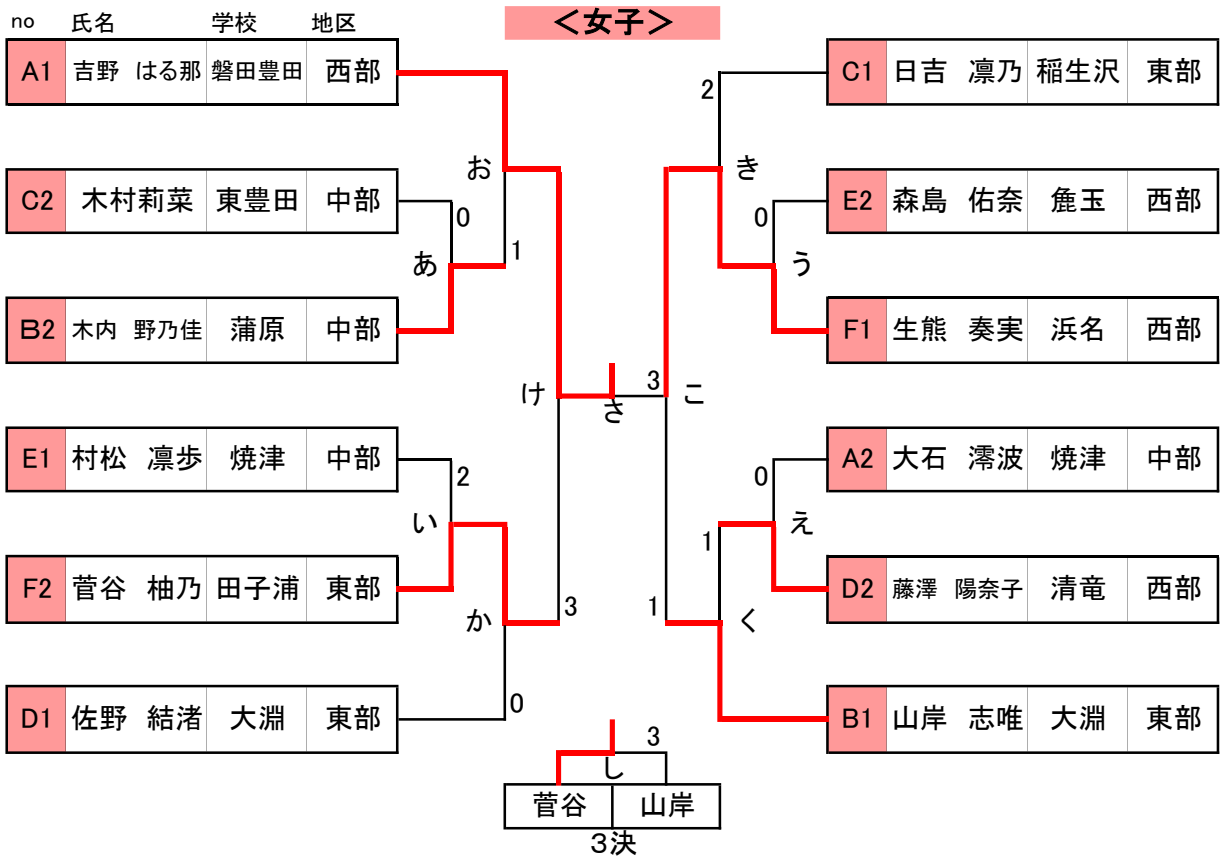 no 氏名 学校 地区
＜女子＞
A1 吉野 はる那 磐田豊田 西部
C2 木村莉菜 東豊田 中部
B2 木内 野乃佳 蒲原 中部
E1 村松 凛歩 焼津 中部
F2 菅谷 柚乃 田子浦 東部
D1 佐野 結渚 大淵 東部
お
0
あ
1
け
2
い
か
3
0
さ
3
C1 日吉 凛乃 稲生沢 東部
E2 森島 佑奈 麁玉 西部
F1 生熊 奏実 浜名 西部
A2 大石 澪波 焼津 中部
D2 藤澤 陽奈子 清竜 西部
B1 山岸 志唯 大淵 東部
2
き
0
う
こ
0
え
1
1
く
3
し
菅谷 山岸
３決